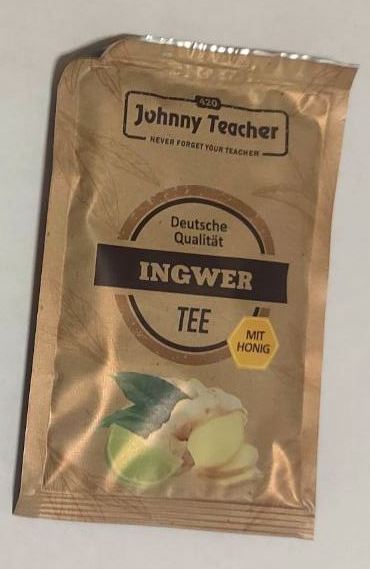 420
Johnny Teacher
NEVER FORGET YOUR TEACHER
Deutsche
Qualität
INGWER
TEE
MIT
HONIG